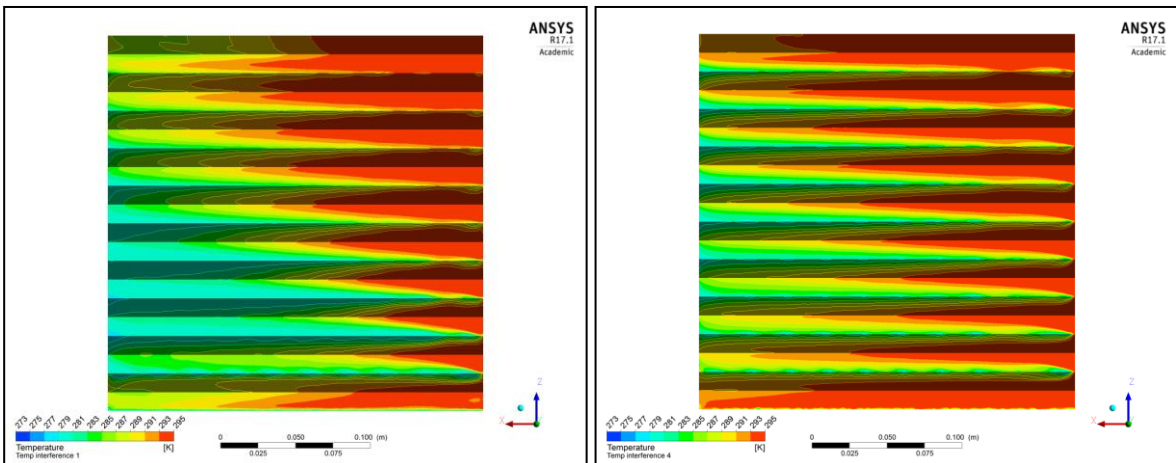 ANSYS
R17.1
Academic
Z
X
273 275 277 279 281 283 285 287 289 291 293 295
Temperature [K]
Temp interference 1
0 0.050 0.100 (m)
0.025 0.075
ANSYS
R17.1
Academic
Z
X
273 275 277 279 281 283 285 287 289 291 293 295
Temperature [K]
Temp interference 4
0 0.050 0.100 (m)
0.025 0.075